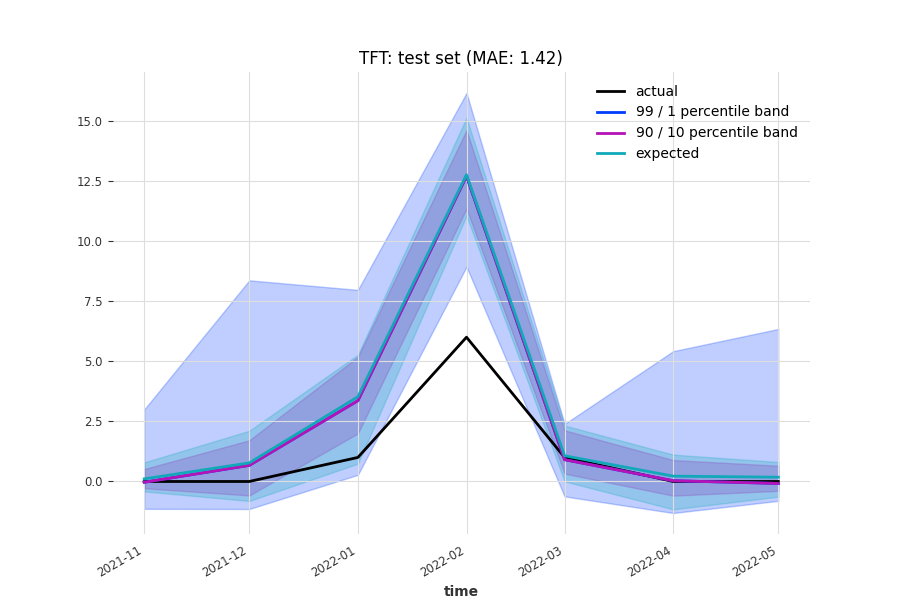 TFT: test set (MAE: 1.42)
actual
99 / 1 percentile band
90 / 10 percentile band
expected
15.0
12.5
10.0
7.5
5.0
2.5
0.0
2021-11
2021-12
2022-01
2022-02
2022-03
2022-04
2022-05
time